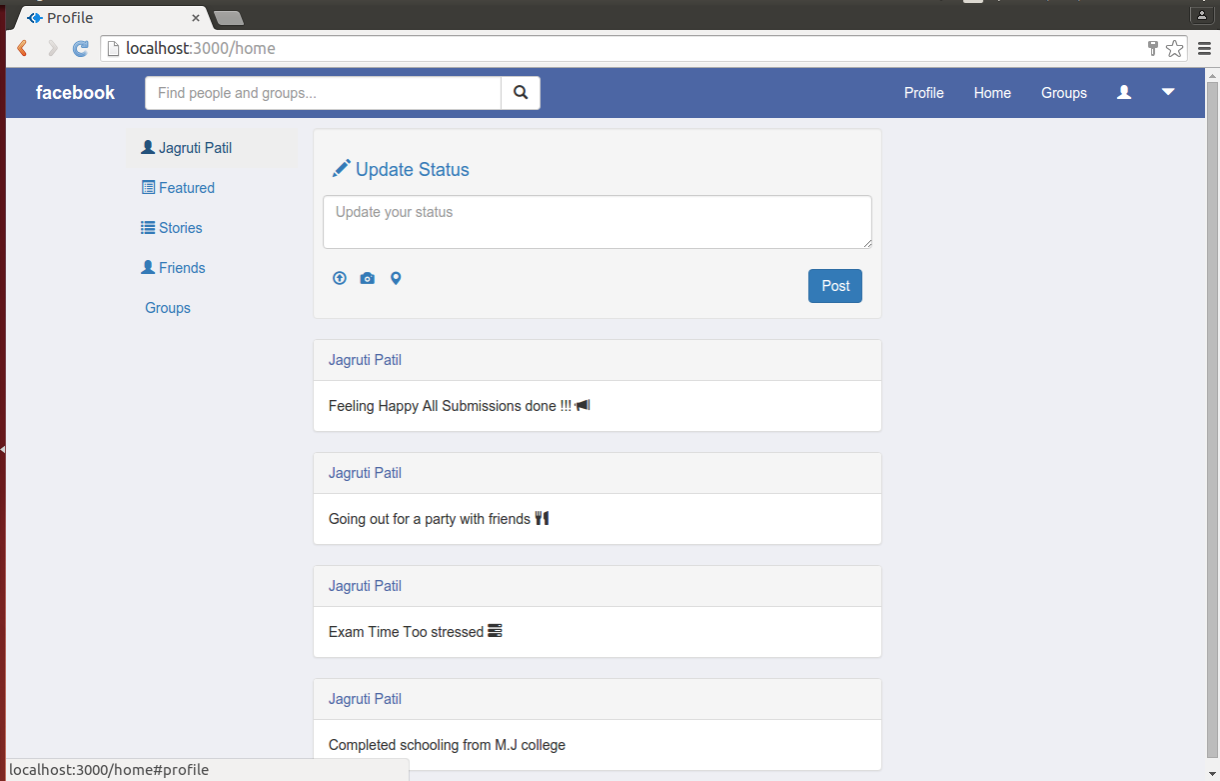 Profile
localhost:3000/home
facebook
Find people and groups...
Profile Home Groups
Jagruti Patil
Featured
Stories
Friends
Groups
Update Status
Update your status
Post
Jagruti Patil
Feeling Happy All Submissions done !!!
Jagruti Patil
Going out for a party with friends
Jagruti Patil
Exam Time Too stressed
Jagruti Patil
Completed schooling from M.J college
localhost:3000/home#profile